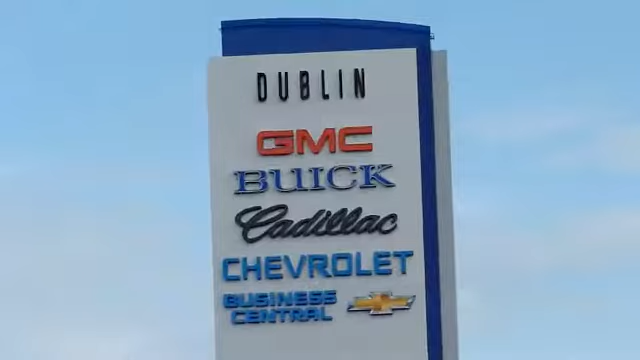 DUBLIN
GMC
BUICK
Cadillac
CHEVROLET
BUSINESS
CENTRAL